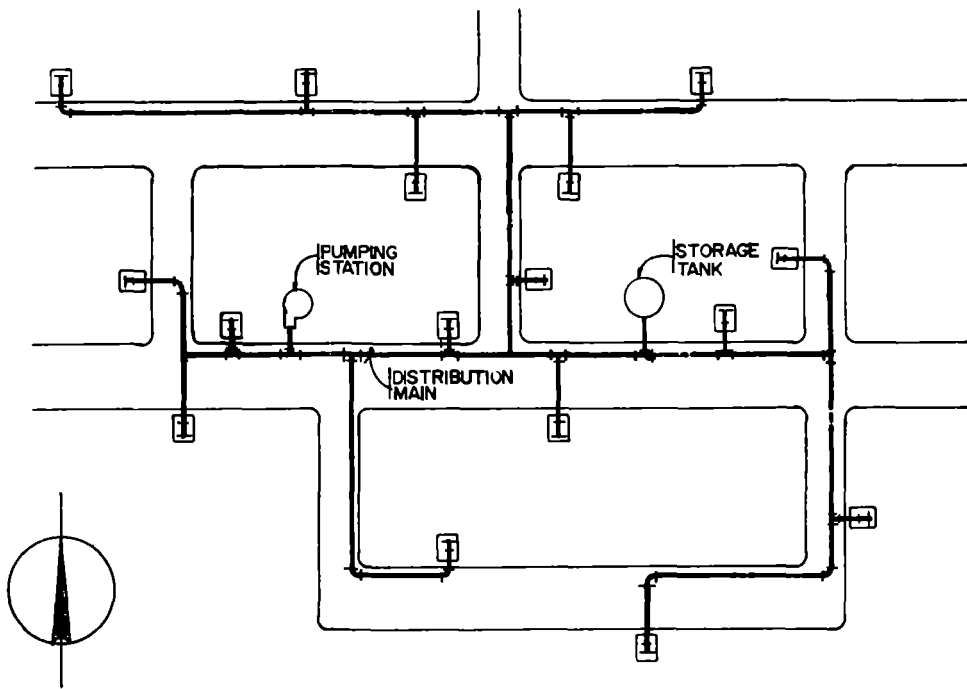 PUMPING
STATION
STORAGE
TANK
DISTRIBUTION
MAIN